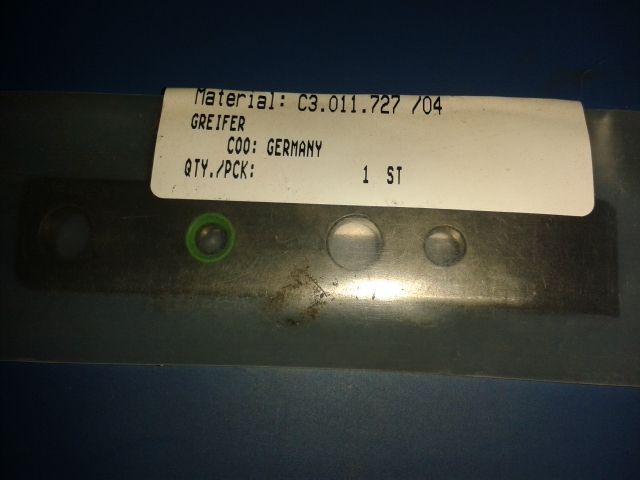 Material: C3.011.727 /04
GREIFER
COO: GERMANY
QTY./PCK: 1 ST